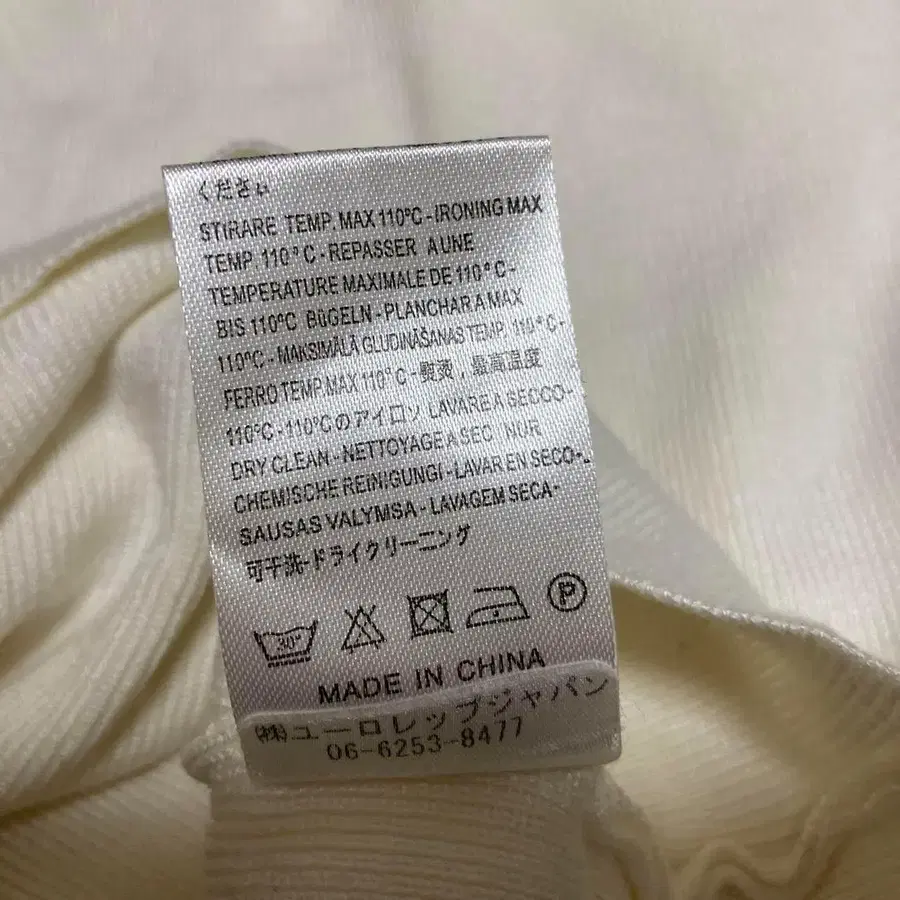 ください
STIRARE TEMP. MAX 110°C - IRONING MAX
TEMP. 110°C - REPASSER A UNE
TEMPERATURE MAXIMALE DE 110°C -
BIS 110°C BüGELN - PLANCHAR A MAX
110°C - MAKSIMĀLĀ GLUDINĀŠANAS TEMP. 110°C -
FERRO TEMP. MAX 110°C - 熨烫，最高温度
110°C - 110°Cのアイロソ LAVARE A SECCO-
DRY CLEAN - NETTOYAGE A SEC NUR
CHEMISCHE REINIGUNGI - LAVAR EN SECO-
SAUSAS VALYMSA - LAVAGEM SECA-
可干洗-ドライクリーニング
30°
P
MADE IN CHINA
㈱ユーロレップジャパン
06-6253-8477